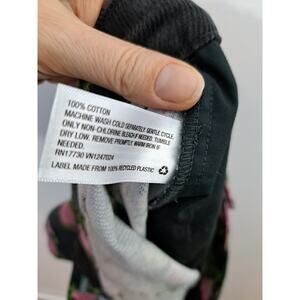 100% COTTON
MACHINE WASH COLD SEPARATELY, GENTLE CYCLE.
ONLY NON-CHLORINE BLEACH IF NEEDED. TUMBLE
DRY LOW. REMOVE PROMPTLY. WARM IRON IF
NEEDED.
RN17730 VN1247024
LABEL MADE FROM 100% RECYCLED PLASTIC